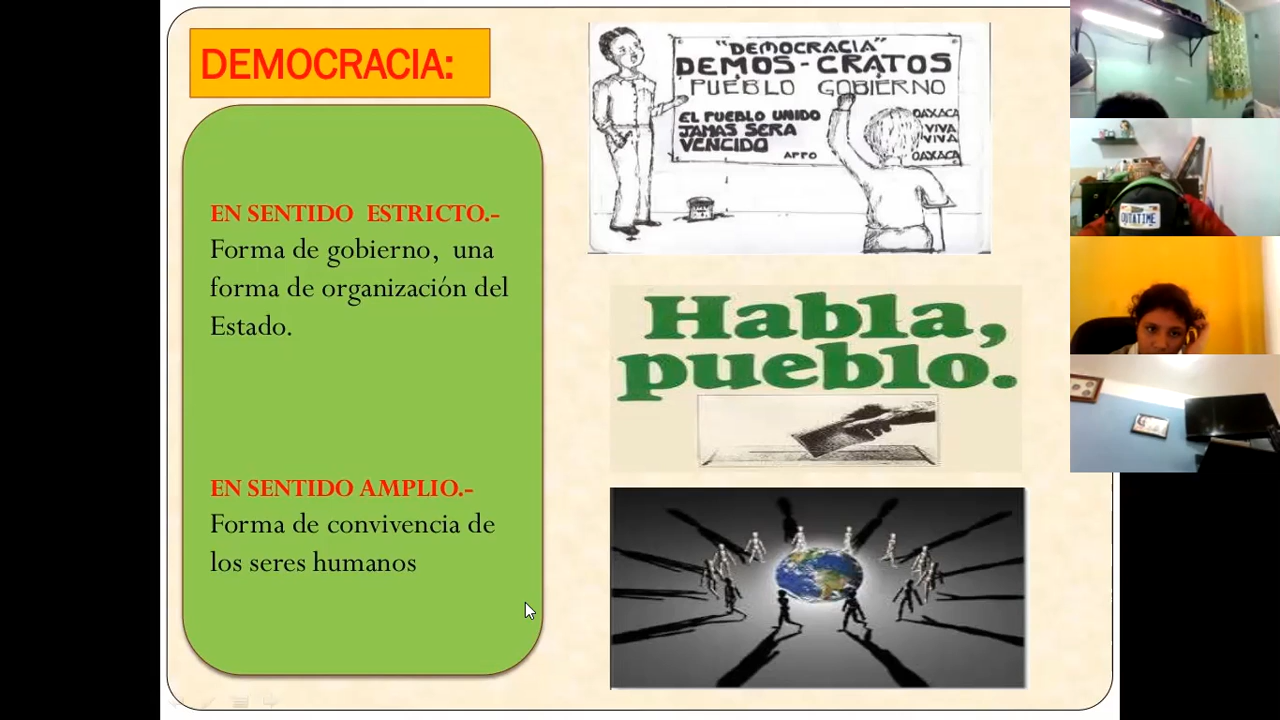 DEMOCRACIA:
EN SENTIDO ESTRICTO.-
Forma de gobierno, una
forma de organización del
Estado.
EN SENTIDO AMPLIO.-
Forma de convivencia de
los seres humanos
"DEMOCRACIA"
DEMOS-CRATOS
PUEBLO GOBIERNO
EL PUEBLO UNIDO
JAMAS SERA
VENCIDO
APPO
OAXACA
VIVA
VIVA
OAXACA
Habla,
pueblo.
OUTATIME